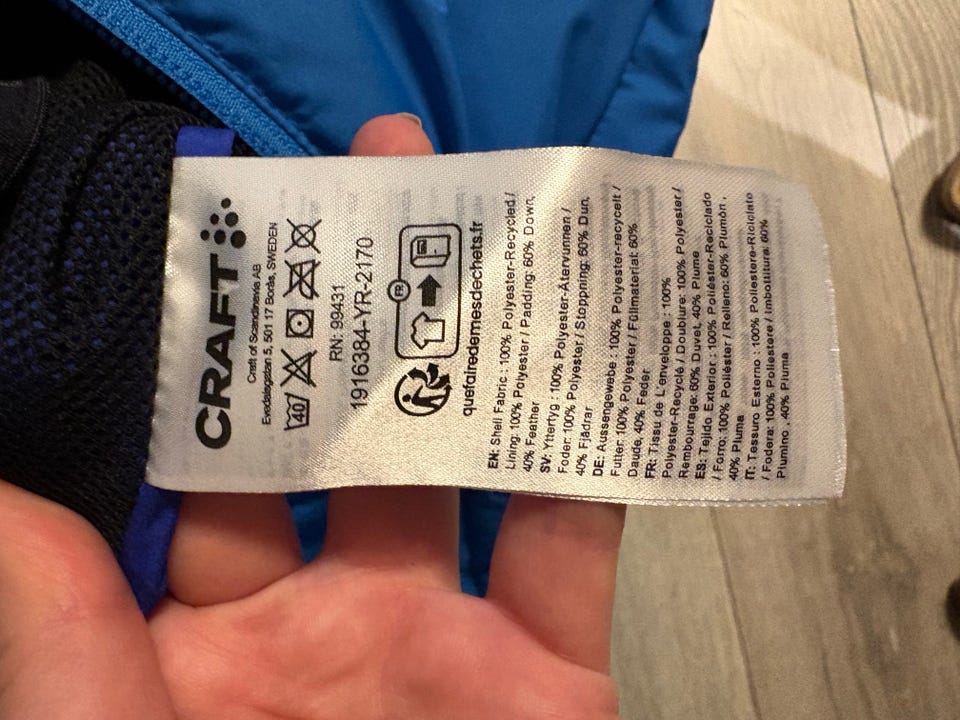 CRAFT
Craft of Scandinavia AB
Evedalsgatan 5, 501 17 Borås, SWEDEN
40
RN: 99431
1916384-YR-2170
FR
quefairedemesdechets.fr
EN: Shell Fabric : 100% Polyester-Recycled /
Lining: 100% Polyester / Padding: 60% Down,
40% Feather
SV: Yttertyg : 100% Polyester-Återvunnen /
Foder: 100% Polyester / Stoppning: 60% Dun,
40% Fjädrar
DE: Aussengewebe : 100% Polyester-recycelt /
Futter: 100% Polyester / Füllmaterial: 60%
Daude, 40% Feder
FR: Tissu de L'enveloppe : 100%
Polyester-Recyclé / Doublure: 100% Polyester /
Rembourrage: 60% Duvet, 40% Plume
ES: Tejido Exterior : 100% Poliéster-Reciclado
/ Forro: 100% Poliéster / Relleno: 60% Plumón ,
40% Pluma
IT: Tessuto Esterno : 100% Poliestere-Riciclato
/ Fodera: 100% Poliestere / Imbottitura: 60%
Piumino , 40% Piuma